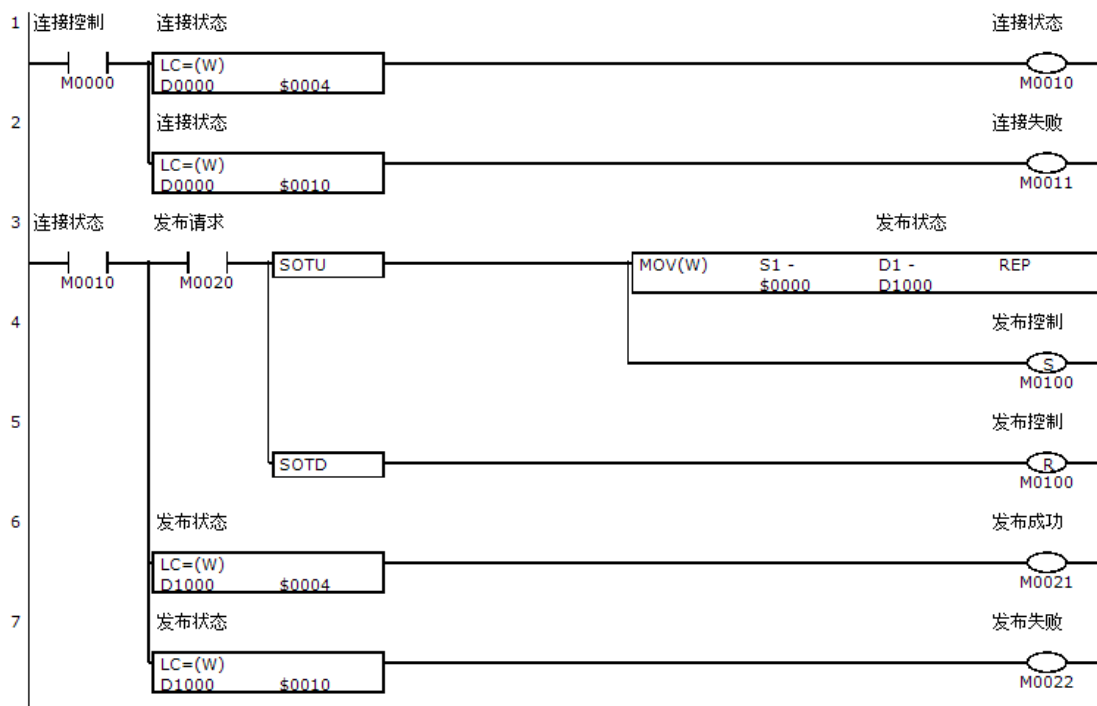 1 连接控制 连接状态 连接状态
LC=(W)
M0000 D0000 $0004 M0010
2 连接状态 连接失败
LC=(W)
D0000 $0010 M0011
3 连接状态 发布请求 发布状态
SOTU MOV(W) S1 - D1 - REP
M0010 M0020 $0000 D1000
4 发布控制
S
M0100
5 发布控制
SOTD R
M0100
6 发布状态 发布成功
LC=(W)
D1000 $0004 M0021
7 发布状态 发布失败
LC=(W)
D1000 $0010 M0022